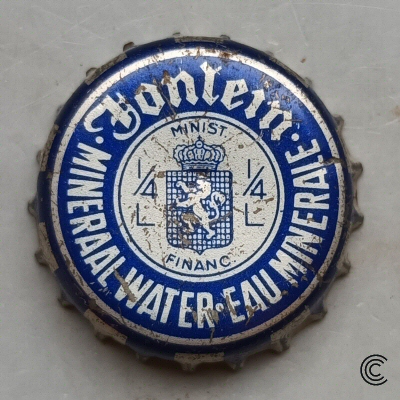 Fontein
MINIST
1/4 L 1/4 L
FINANC
MINERAALWATER·EAU MINERALE